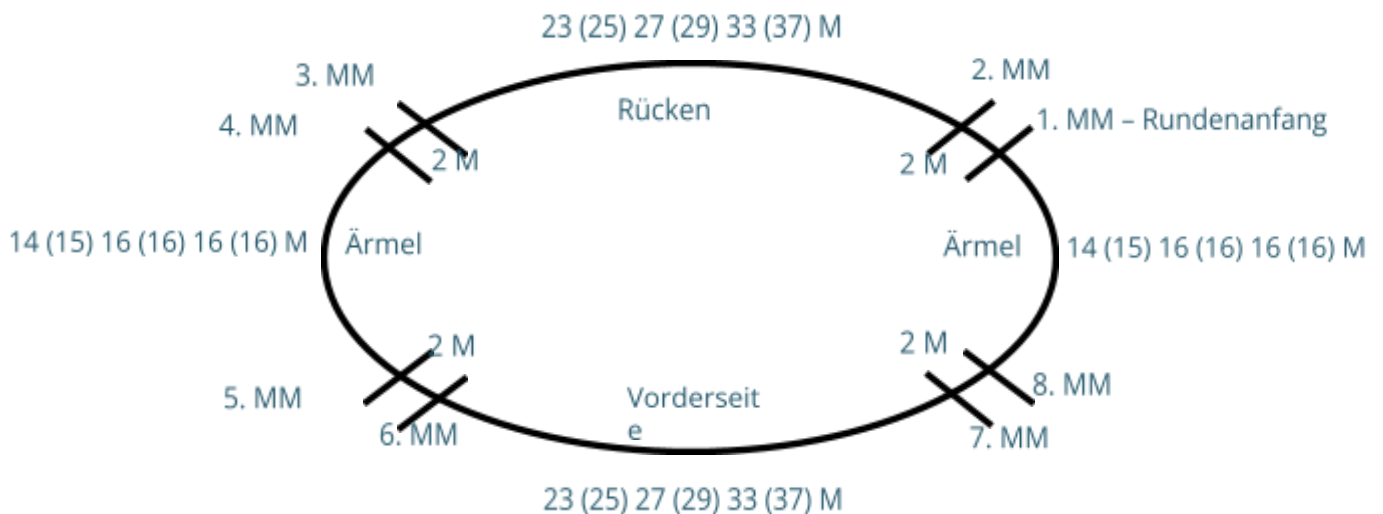 23 (25) 27 (29) 33 (37) M
3. MM
2. MM
Rücken
4. MM
1. MM – Rundenanfang
2 M
2 M
14 (15) 16 (16) 16 (16) M
Ärmel
Ärmel
14 (15) 16 (16) 16 (16) M
2 M
2 M
5. MM
Vorderseit
e
8. MM
6. MM
7. MM
23 (25) 27 (29) 33 (37) M